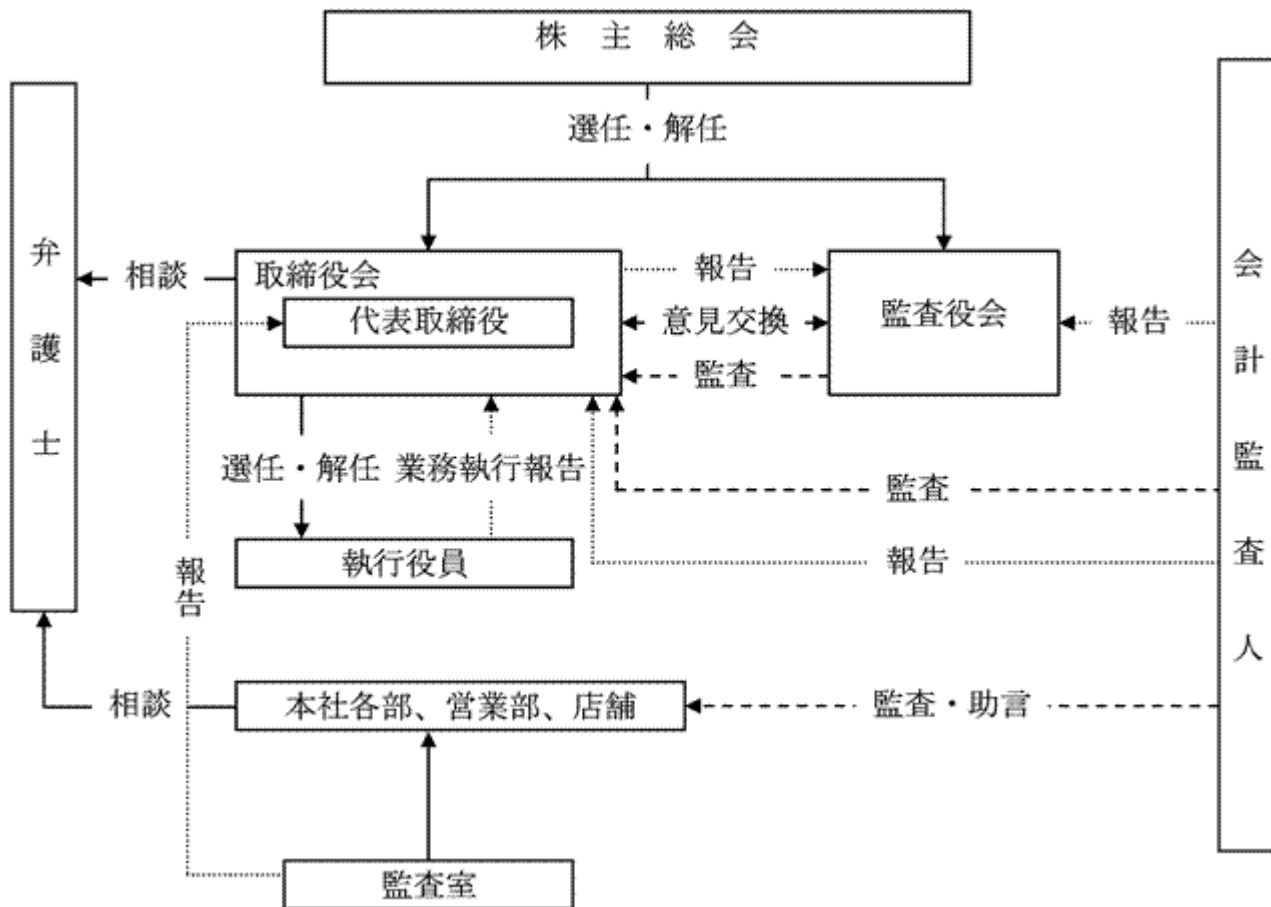 株主総会
選任・解任
弁護士
相談
取締役会
代表取締役
報告
意見交換
監査
監査役会
報告
会計監査人
選任・解任
業務執行報告
監査
執行役員
報告
報告
相談
本社各部、営業部、店舗
監査・助言
監査室